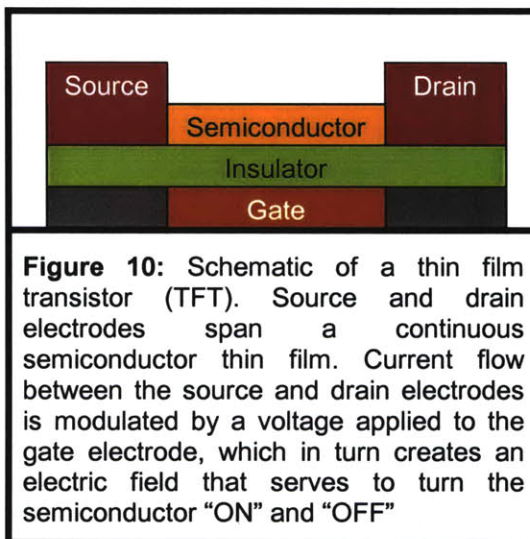 Source Drain
Semiconductor
Insulator
Gate
Figure 10: Schematic of a thin film
transistor (TFT). Source and drain
electrodes span a continuous
semiconductor thin film. Current flow
between the source and drain electrodes
is modulated by a voltage applied to the
gate electrode, which in turn creates an
electric field that serves to turn the
semiconductor “ON” and “OFF”